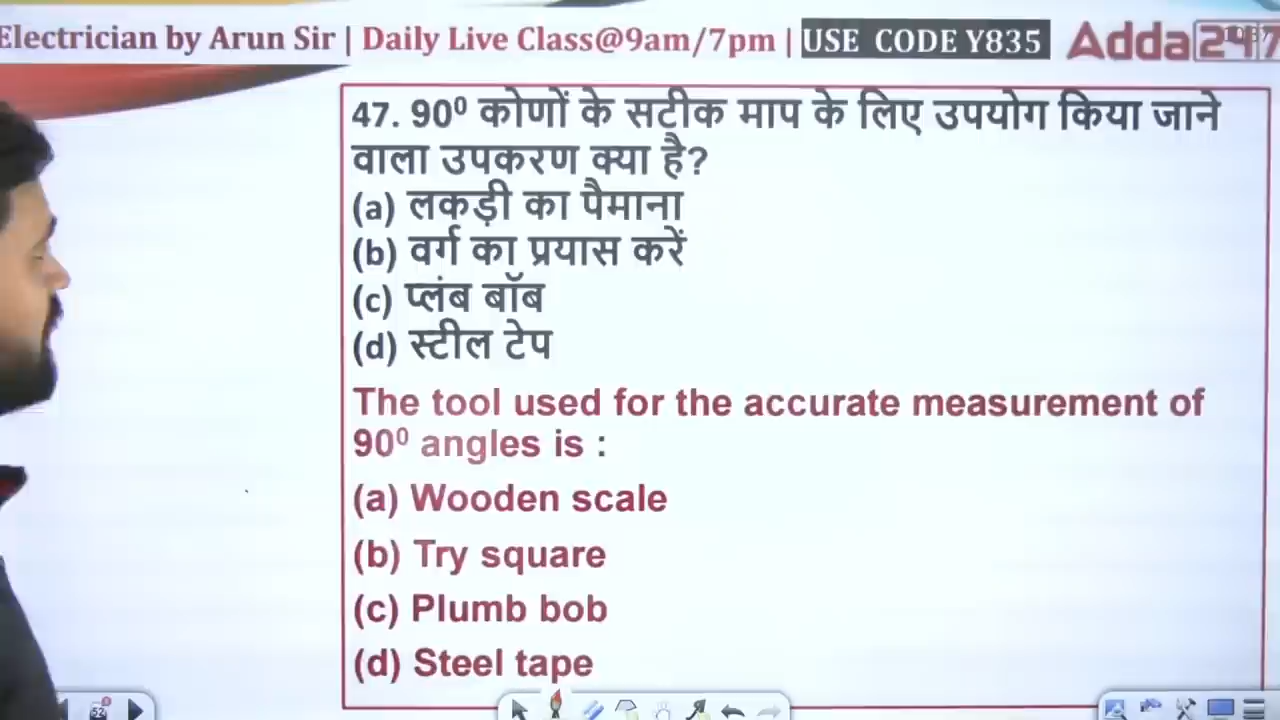 Electrician by Arun Sir | Daily Live Class@9am/7pm | USE CODE Y835 Adda247
47. 90⁰ कोणों के सटीक माप के लिए उपयोग किया जाने
वाला उपकरण क्या है?
(a) लकड़ी का पैमाना
(b) वर्ग का प्रयास करें
(c) प्लंब बॉब
(d) स्टील टेप
The tool used for the accurate measurement of
90⁰ angles is :
(a) Wooden scale
(b) Try square
(c) Plumb bob
(d) Steel tape
52